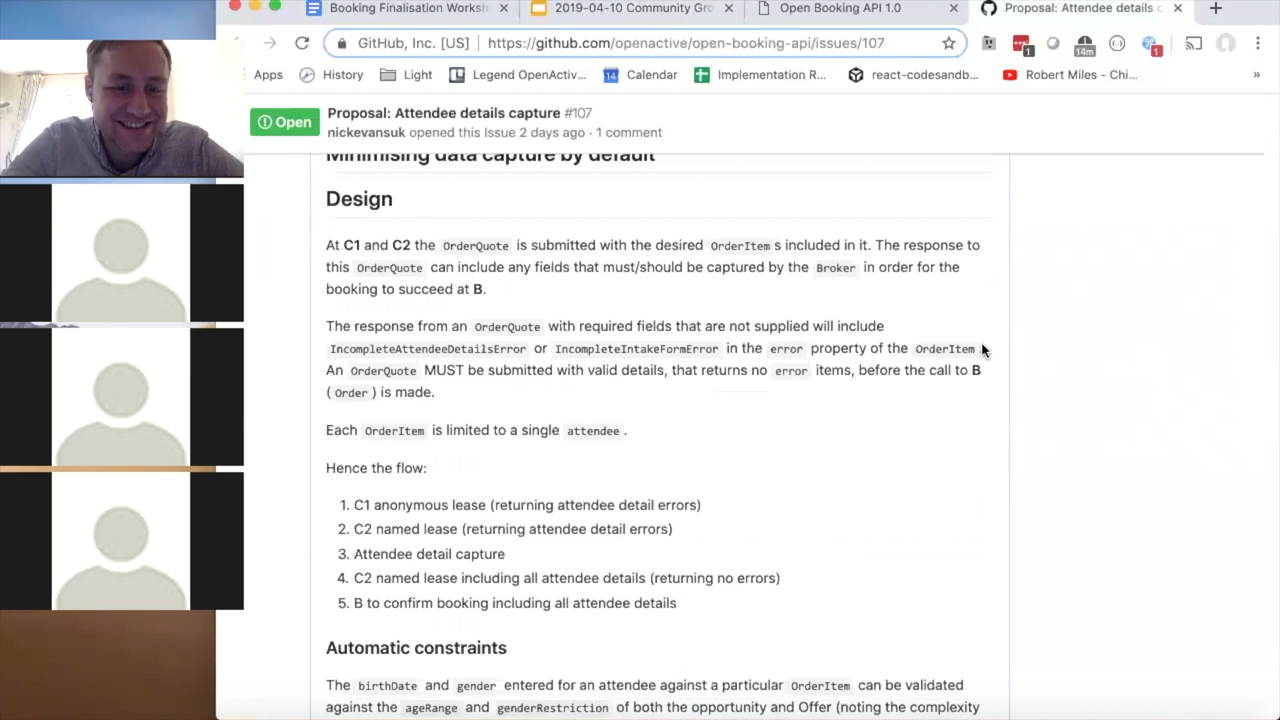 Booking Finalisation Worksh
2019-04-10 Community Gro
Open Booking API 1.0
Proposal: Attendee details c
GitHub, Inc. [US]
https://github.com/openactive/open-booking-api/issues/107
1
14m
1
Apps
History
Light
Legend OpenActiv...
14
Calendar
Implementation R...
react-codesandb...
Robert Miles - Chi...
»
Open
Proposal: Attendee details capture #107
nickevansuk opened this Issue 2 days ago · 1 comment
Minimising data capture by default
Design
At C1 and C2 the OrderQuote is submitted with the desired OrderItem s included in it. The response to
this OrderQuote can include any fields that must/should be captured by the Broker in order for the
booking to succeed at B.
The response from an OrderQuote with required fields that are not supplied will include
IncompleteAttendeeDetailsError or IncompleteIntakeFormError in the error property of the OrderItem
An OrderQuote MUST be submitted with valid details, that returns no error items, before the call to B
( Order ) is made.
Each OrderItem is limited to a single attendee .
Hence the flow:
1. C1 anonymous lease (returning attendee detail errors)
2. C2 named lease (returning attendee detail errors)
3. Attendee detail capture
4. C2 named lease including all attendee details (returning no errors)
5. B to confirm booking including all attendee details
Automatic constraints
The birthDate and gender entered for an attendee against a particular OrderItem can be validated
against the ageRange and genderRestriction of both the opportunity and Offer (noting the complexity